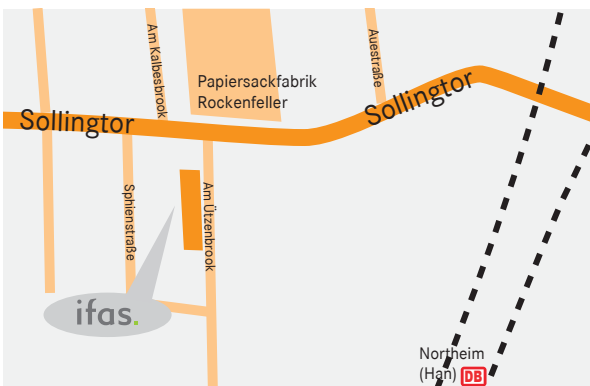 Am Kalbesbrook
Auestraße
Papiersackfabrik
Rockenfeller
Sollingtor
Sollingtor
Sphienstraße
Am Ützenbrook
ifas.
Northeim
(Han) DB